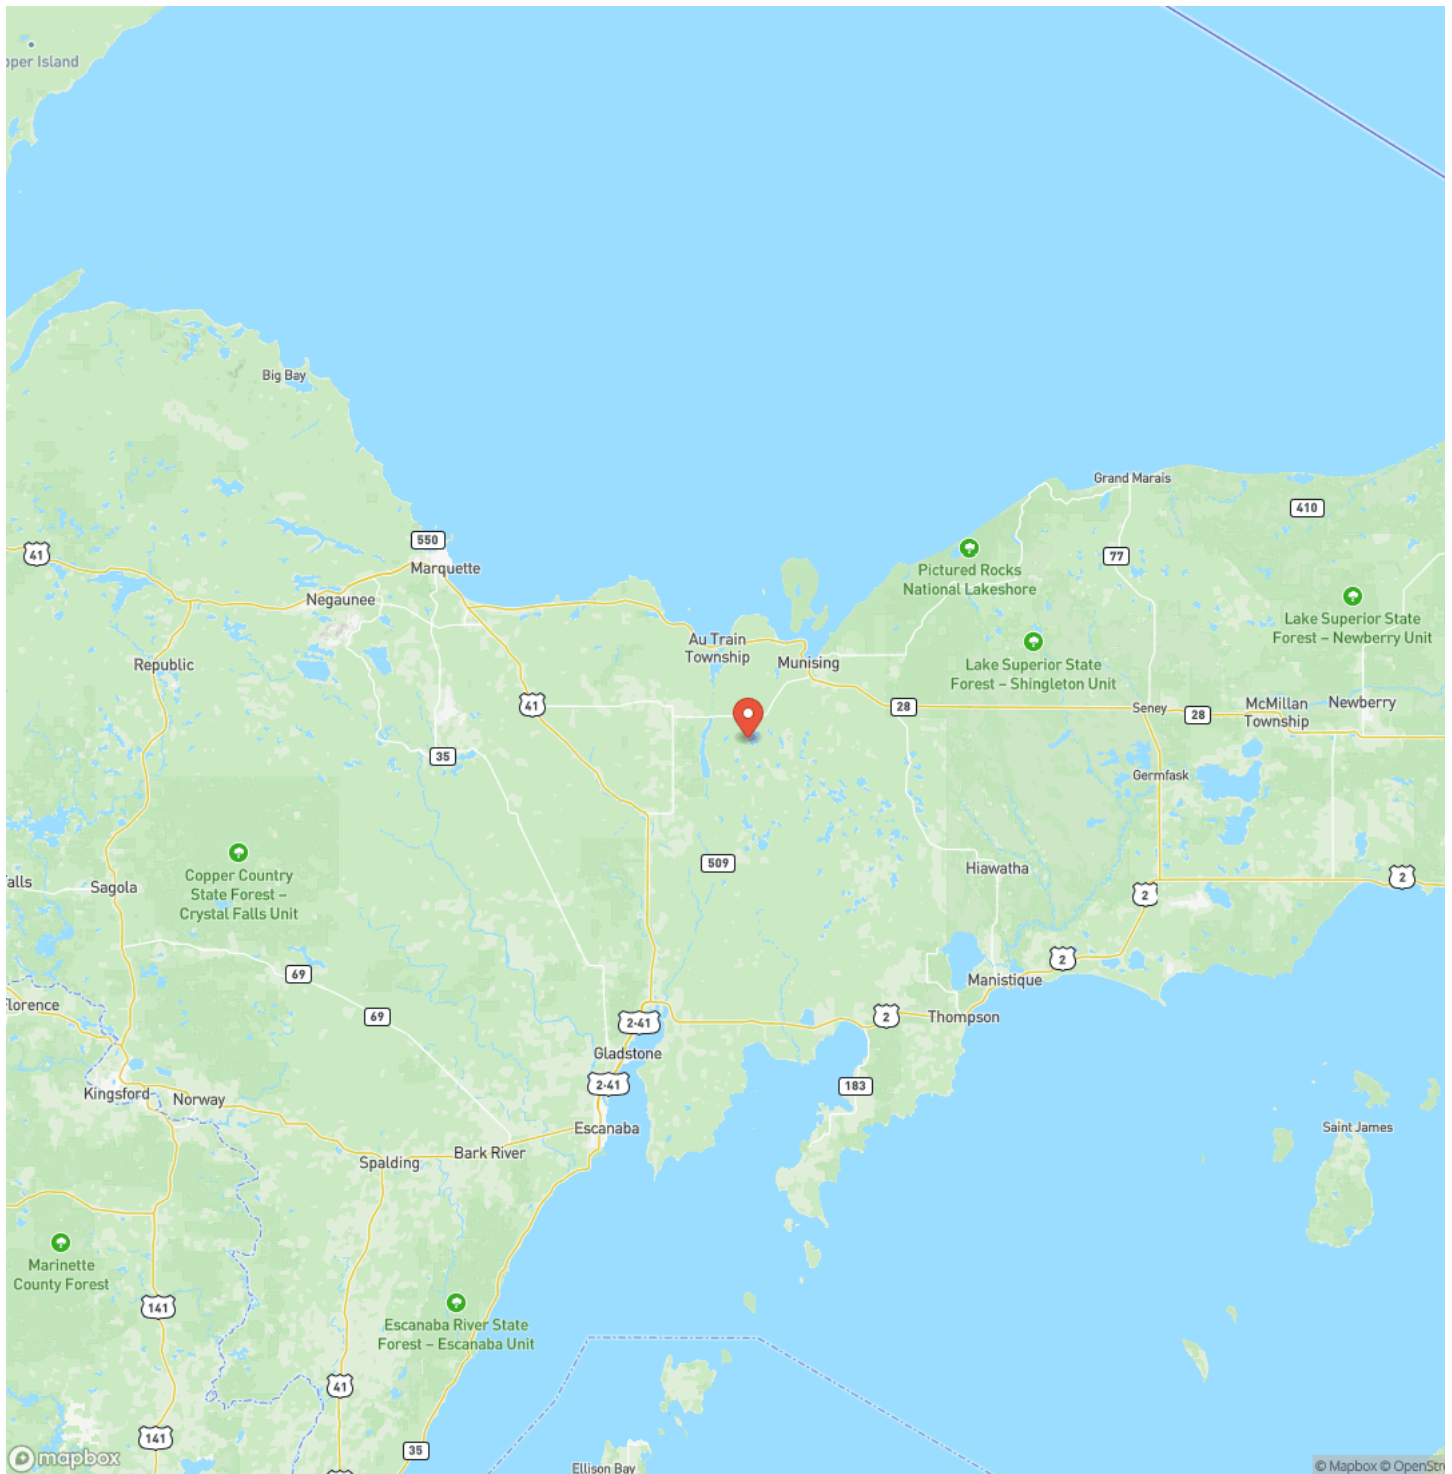 pper Island
Big Bay
Grand Marais
410
550
41
77
Marquette
Pictured Rocks
National Lakeshore
Negaunee
Lake Superior State
Forest – Newberry Unit
Au Train
Township
Munising
Republic
Lake Superior State
Forest – Shingleton Unit
41
28
Seney
28
McMillan
Township
Newberry
35
Germfask
509
Hiawatha
Copper Country
State Forest –
Crystal Falls Unit
alls
Sagola
2
2
2
69
Manistique
Florence
69
2-41
2
Thompson
Gladstone
2-41
183
Kingsford
Norway
Escanaba
Saint James
Bark River
Spalding
Marinette
County Forest
141
Escanaba River State
Forest – Escanaba Unit
41
141
35
mapbox
Ellison Bay
© Mapbox © OpenStre